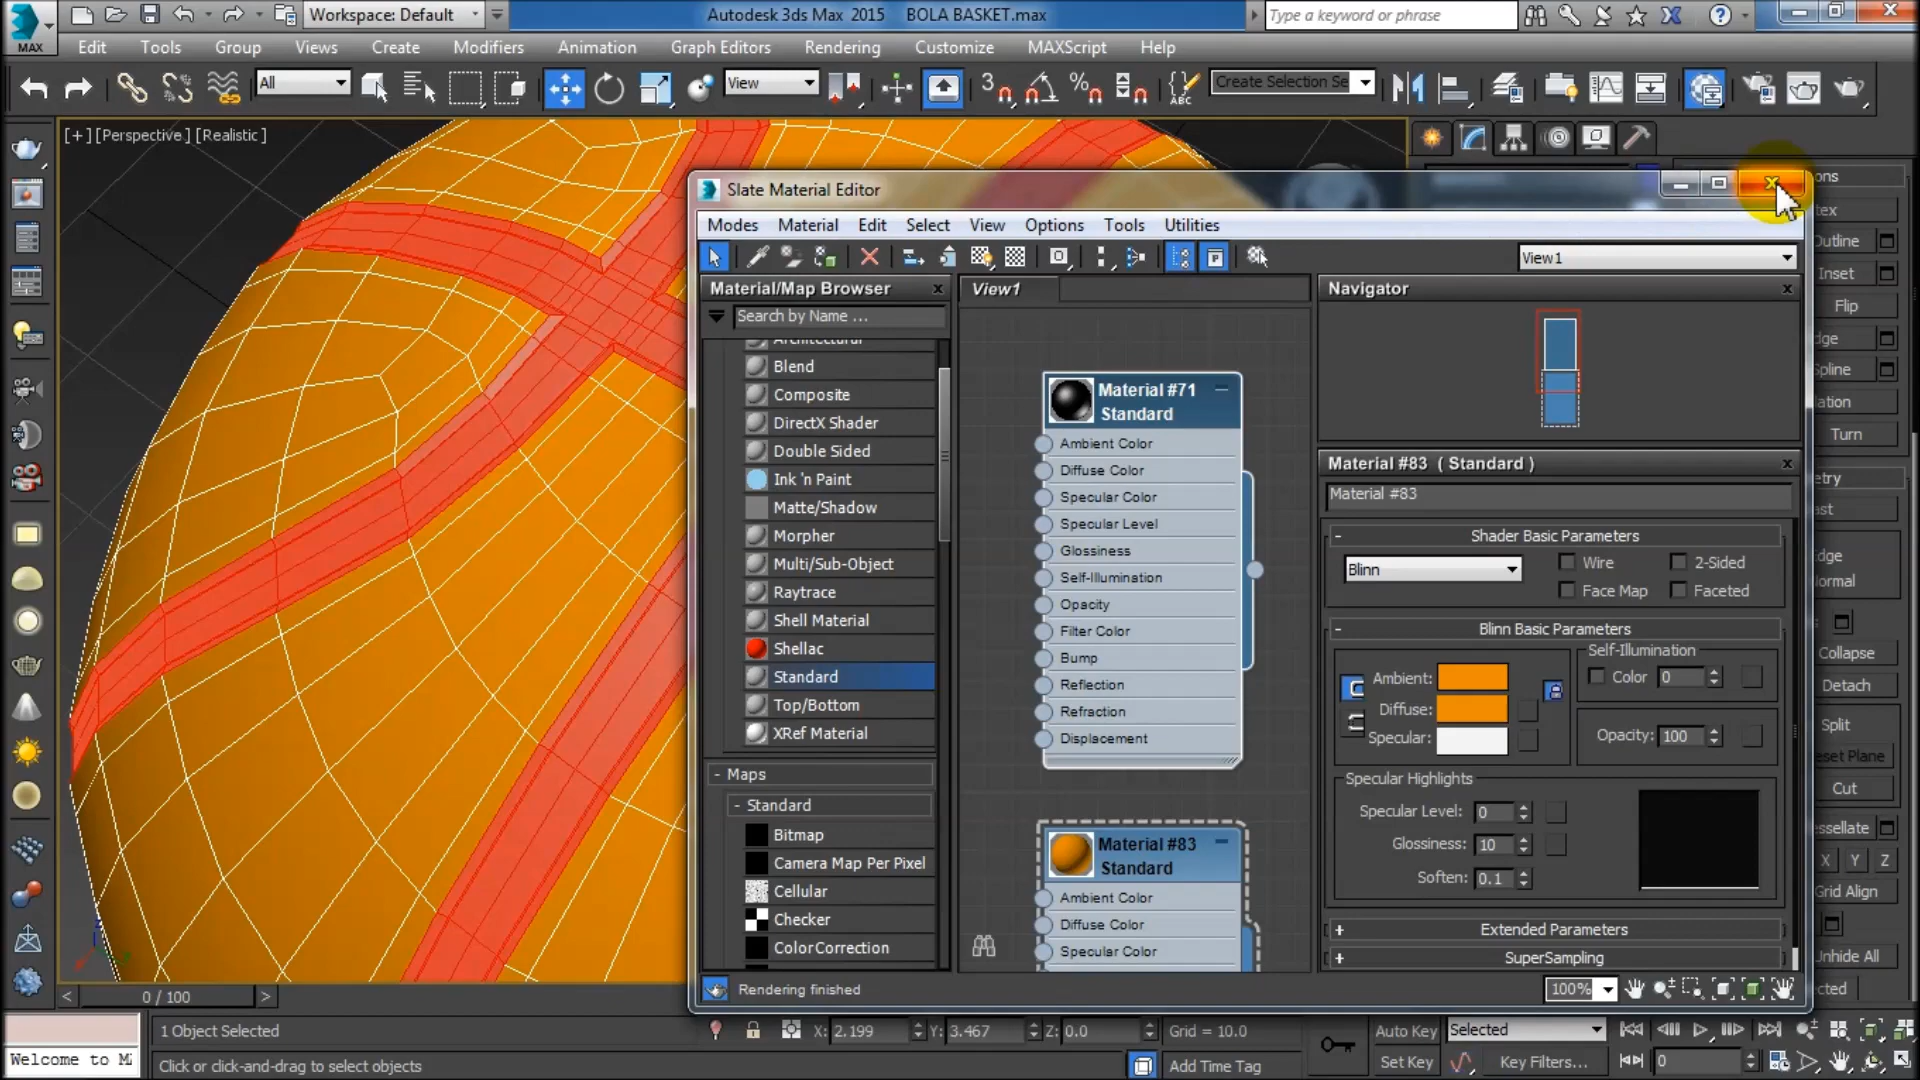 Workspace: Default
Autodesk 3ds Max 2015 BOLA BASKET.max
Type a keyword or phrase
MAX
Edit Tools Group Views Create Modifiers Animation Graph Editors Rendering Customize MAXScript Help
All
View
3
%
ABC
Create Selection Se
[+] [Perspective] [Realistic]
Slate Material Editor
Modes Material Edit Select View Options Tools Utilities
View1
Material/Map Browser
Search by Name ...
Blend
Composite
DirectX Shader
Double Sided
Ink 'n Paint
Matte/Shadow
Morpher
Multi/Sub-Object
Raytrace
Shell Material
Shellac
Standard
Top/Bottom
XRef Material
- Maps
- Standard
Bitmap
Camera Map Per Pixel
Cellular
Checker
ColorCorrection
View1
Material #71
Standard
Ambient Color
Diffuse Color
Specular Color
Specular Level
Glossiness
Self-Illumination
Opacity
Filter Color
Bump
Reflection
Refraction
Displacement
Material #83
Standard
Ambient Color
Diffuse Color
Specular Color
Navigator
Material #83 ( Standard )
Material #83
- Shader Basic Parameters
Blinn
Wire
2-Sided
Face Map
Faceted
- Blinn Basic Parameters
Self-Illumination
Ambient:
Color 0
Diffuse:
Specular:
Opacity: 100
Specular Highlights
Specular Level: 0
Glossiness: 10
Soften: 0.1
+ Extended Parameters
+ SuperSampling
Rendering finished
100%
ons
tex
Outline
Inset
Flip
dge
Spline
lation
Turn
etry
ast
Edge
Normal
Collapse
Detach
Split
eset Plane
Cut
essellate
X Y Z
Grid Align
Unhide All
ected
< 0 / 100 >
1 Object Selected
X: 2.199 Y: 3.467 Z: 0.0
Grid = 10.0
Auto Key Selected
Welcome to M
Click or click-and-drag to select objects
Add Time Tag
Set Key Key Filters...
0